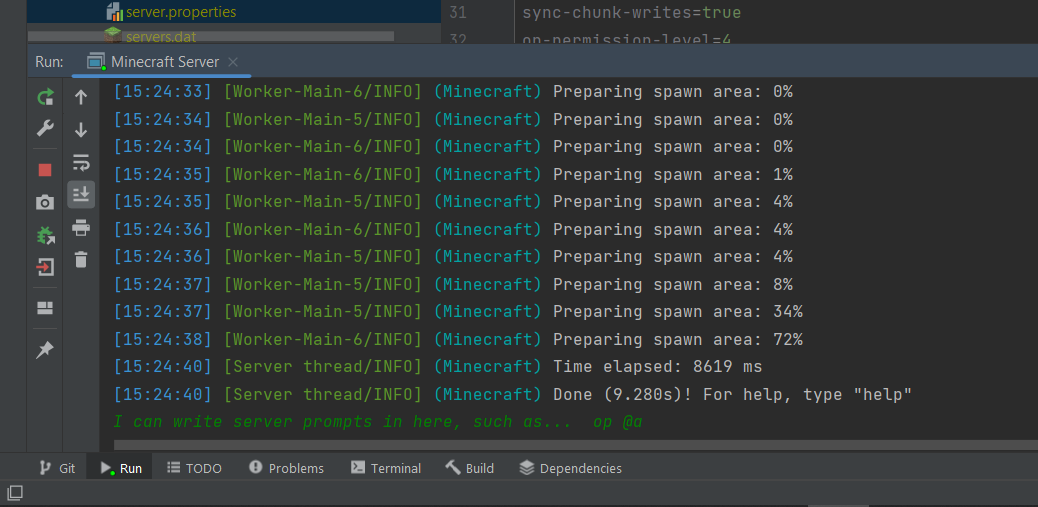 server.properties
servers.dat
31 sync-chunk-writes=true
32 op-permission-level=4
Run: Minecraft Server
[15:24:33] [Worker-Main-6/INFO] (Minecraft) Preparing spawn area: 0%
[15:24:34] [Worker-Main-5/INFO] (Minecraft) Preparing spawn area: 0%
[15:24:34] [Worker-Main-6/INFO] (Minecraft) Preparing spawn area: 0%
[15:24:35] [Worker-Main-6/INFO] (Minecraft) Preparing spawn area: 1%
[15:24:35] [Worker-Main-5/INFO] (Minecraft) Preparing spawn area: 4%
[15:24:36] [Worker-Main-6/INFO] (Minecraft) Preparing spawn area: 4%
[15:24:36] [Worker-Main-5/INFO] (Minecraft) Preparing spawn area: 4%
[15:24:37] [Worker-Main-5/INFO] (Minecraft) Preparing spawn area: 8%
[15:24:37] [Worker-Main-5/INFO] (Minecraft) Preparing spawn area: 34%
[15:24:38] [Worker-Main-6/INFO] (Minecraft) Preparing spawn area: 72%
[15:24:40] [Server thread/INFO] (Minecraft) Time elapsed: 8619 ms
[15:24:40] [Server thread/INFO] (Minecraft) Done (9.280s)! For help, type "help"
I can write server prompts in here, such as... op @a
Git Run TODO Problems Terminal Build Dependencies